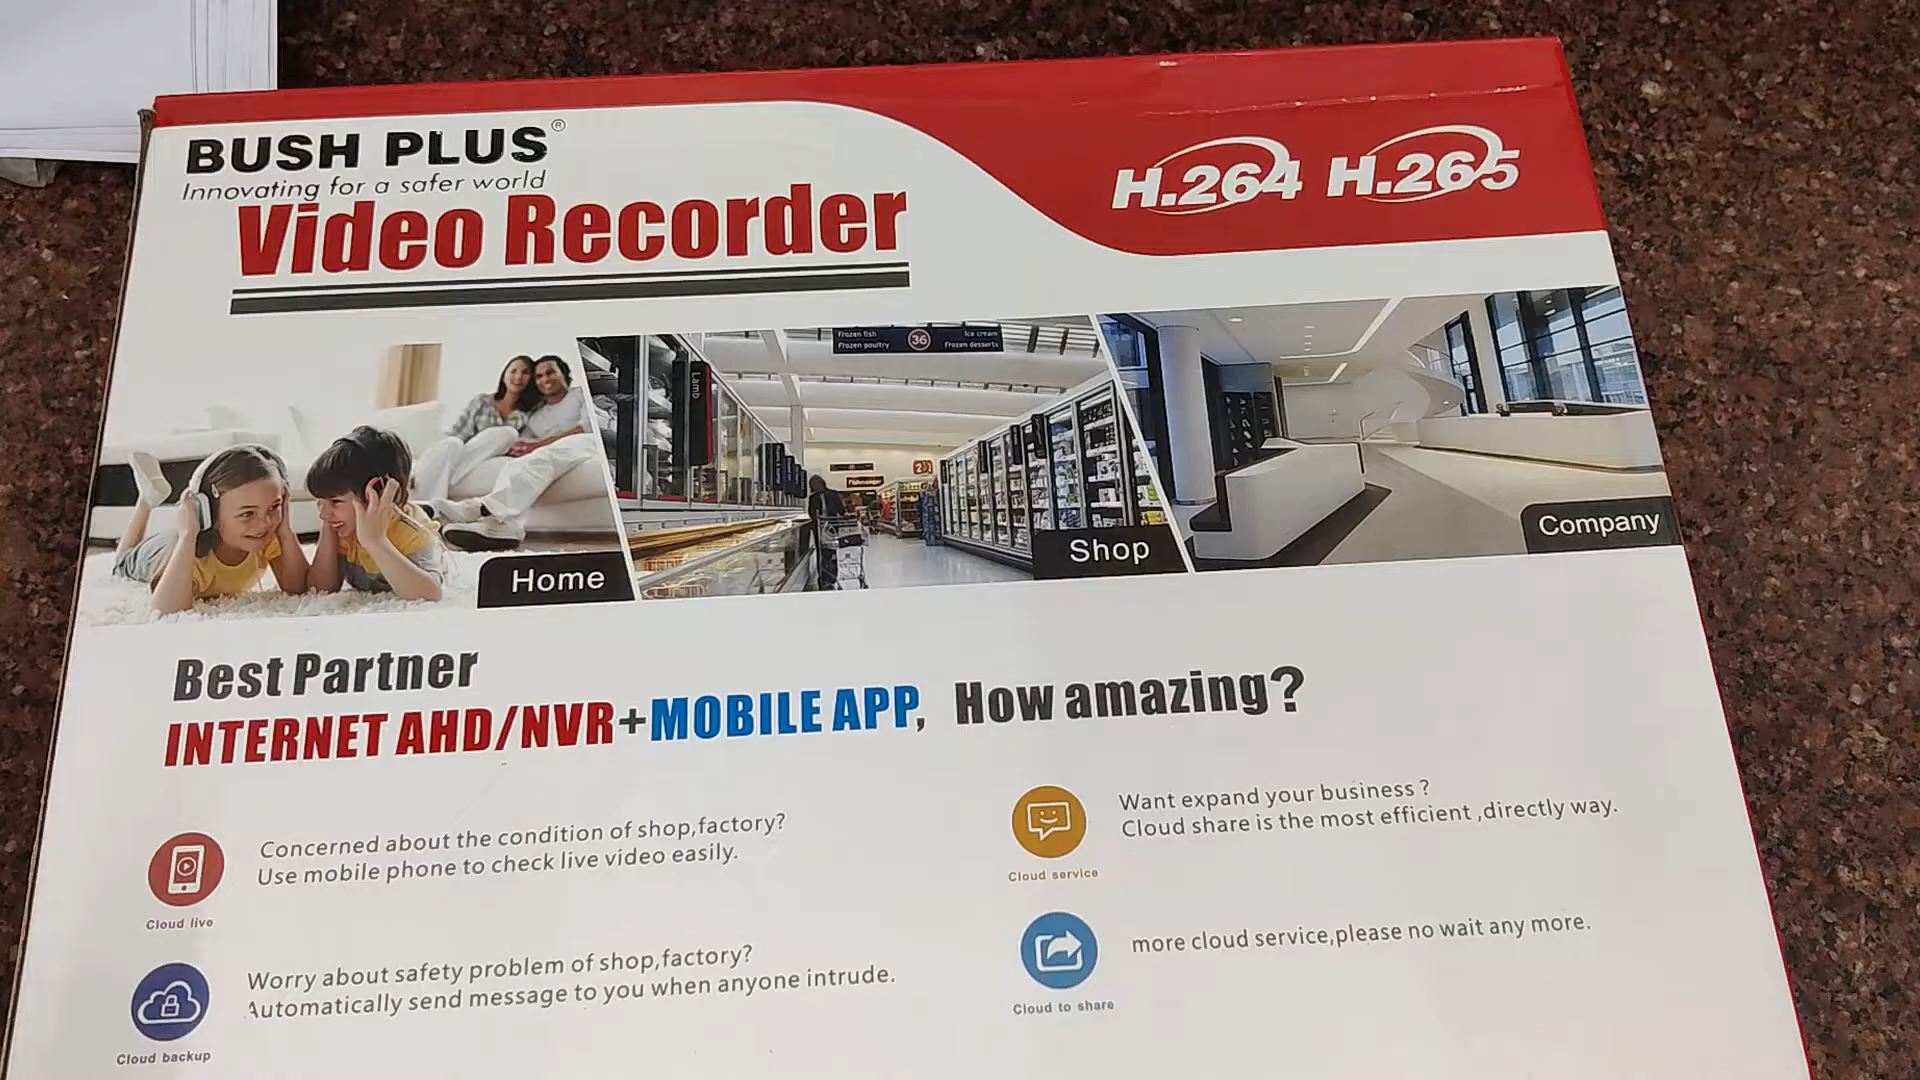 BUSH PLUS®
Innovating for a safer world
Video Recorder
H.264 H.265
Frozen fish
Frozen poultry
36
Ice cream
Frozen desserts
Lamb
Home
Shop
Company
Best Partner
INTERNET AHD/NVR+MOBILE APP, How amazing?
Concerned about the condition of shop,factory?
Use mobile phone to check live video easily.
Cloud live
Want expand your business ?
Cloud share is the most efficient ,directly way.
Cloud service
Worry about safety problem of shop,factory?
Automatically send message to you when anyone intrude.
Cloud backup
more cloud service,please no wait any more.
Cloud to share